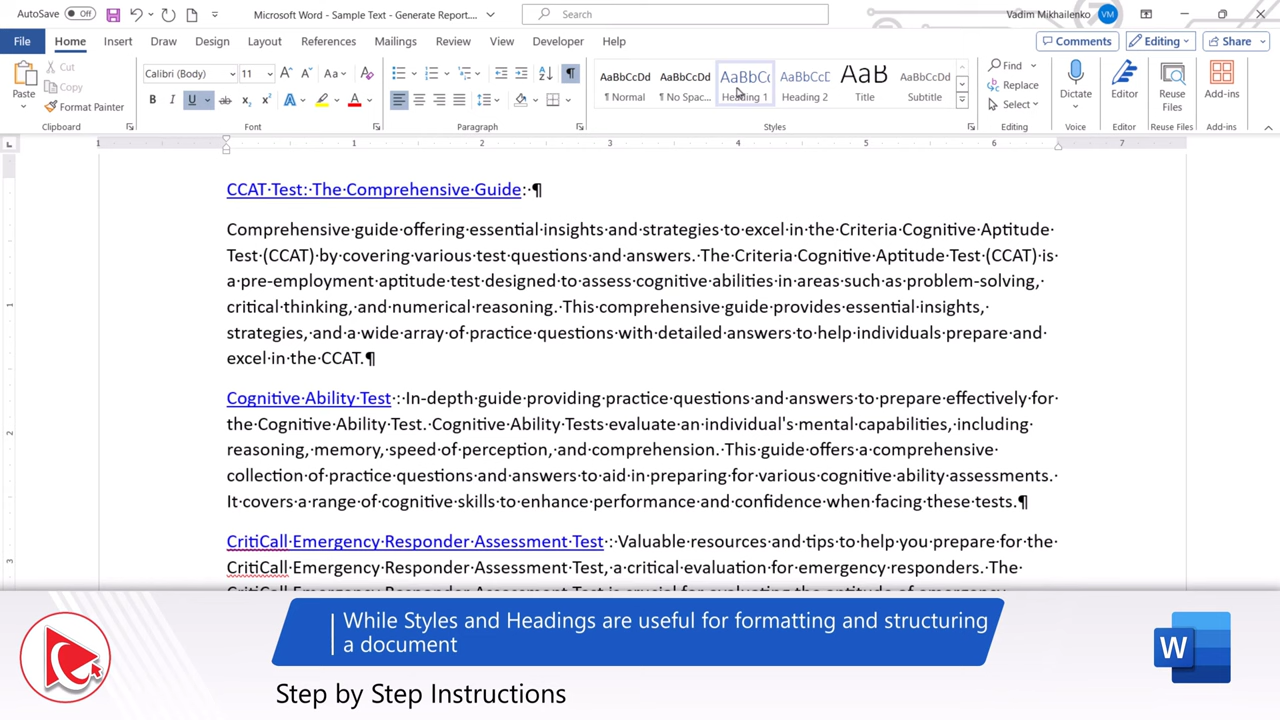 AutoSave Off Microsoft Word - Sample Text - Generate Report.... Search Vadim Mikhailenko VM
File Home Insert Draw Design Layout References Mailings Review View Developer Help Comments Editing Share
Paste Cut Copy Format Painter
Calibri (Body) 11
AaBbCcDd AaBbCcDd AaBbCc AaBbCcD AaB AaBbCcDd
¶ Normal ¶ No Spac... Heading 1 Heading 2 Title Subtitle
Find Replace Select
Dictate Editor Reuse Files Add-ins
Clipboard Font Paragraph Styles Editing Voice Editor Reuse Files Add-ins
1 1 2 3 4 5 6 7
CCAT·Test:·The·Comprehensive·Guide:·¶
Comprehensive·guide·offering·essential·insights·and·strategies·to·excel·in·the·Criteria·Cognitive·Aptitude·
Test·(CCAT)·by·covering·various·test·questions·and·answers.·The·Criteria·Cognitive·Aptitude·Test·(CCAT)·is·
a·pre-employment·aptitude·test·designed·to·assess·cognitive·abilities·in·areas·such·as·problem-solving,·
critical·thinking,·and·numerical·reasoning.·This·comprehensive·guide·provides·essential·insights,·
strategies,·and·a·wide·array·of·practice·questions·with·detailed·answers·to·help·individuals·prepare·and·
excel·in·the·CCAT.¶
Cognitive·Ability·Test·:·In-depth·guide·providing·practice·questions·and·answers·to·prepare·effectively·for·
the·Cognitive·Ability·Test.·Cognitive·Ability·Tests·evaluate·an·individual's·mental·capabilities,·including·
reasoning,·memory,·speed·of·perception,·and·comprehension.·This·guide·offers·a·comprehensive·
collection·of·practice·questions·and·answers·to·aid·in·preparing·for·various·cognitive·ability·assessments.·
It·covers·a·range·of·cognitive·skills·to·enhance·performance·and·confidence·when·facing·these·tests.¶
CritiCall·Emergency·Responder·Assessment·Test·:·Valuable·resources·and·tips·to·help·you·prepare·for·the·
CritiCall·Emergency·Responder·Assessment·Test,·a·critical·evaluation·for·emergency·responders.·The·
While Styles and Headings are useful for formatting and structuring
a document
Step by Step Instructions
W